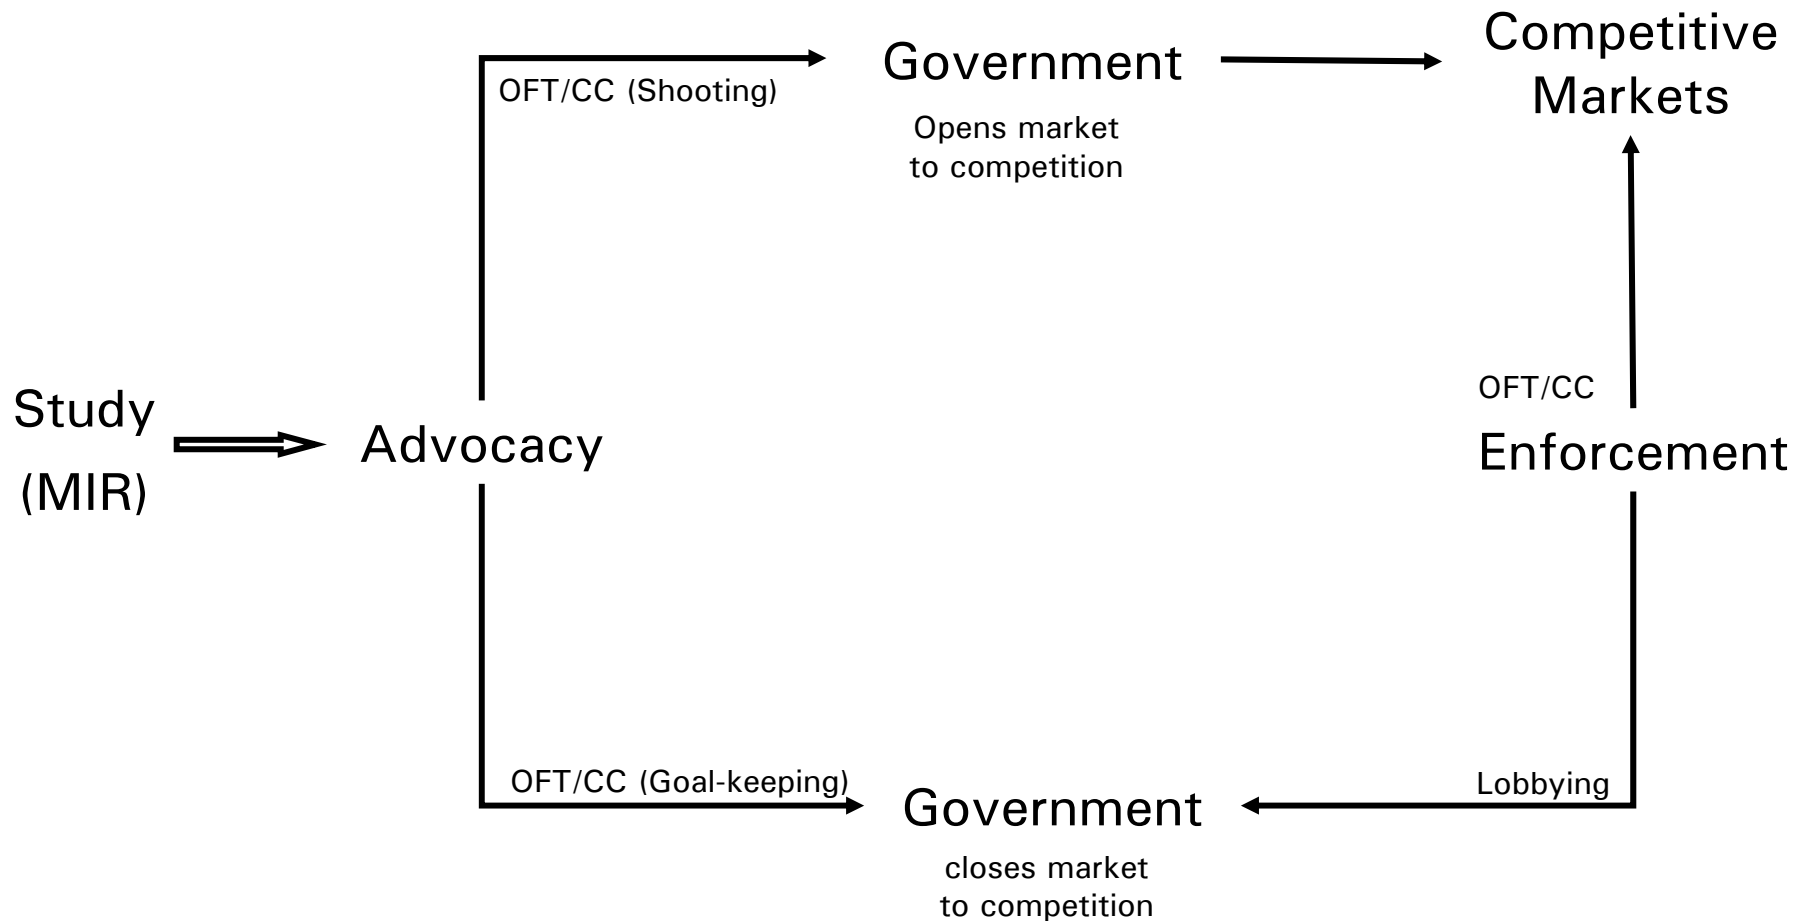 Competitive
Markets
Government
OFT/CC (Shooting)
Opens market
to competition
OFT/CC
Study
(MIR)
Advocacy
Enforcement
OFT/CC (Goal-keeping)
Government
Lobbying
closes market
to competition